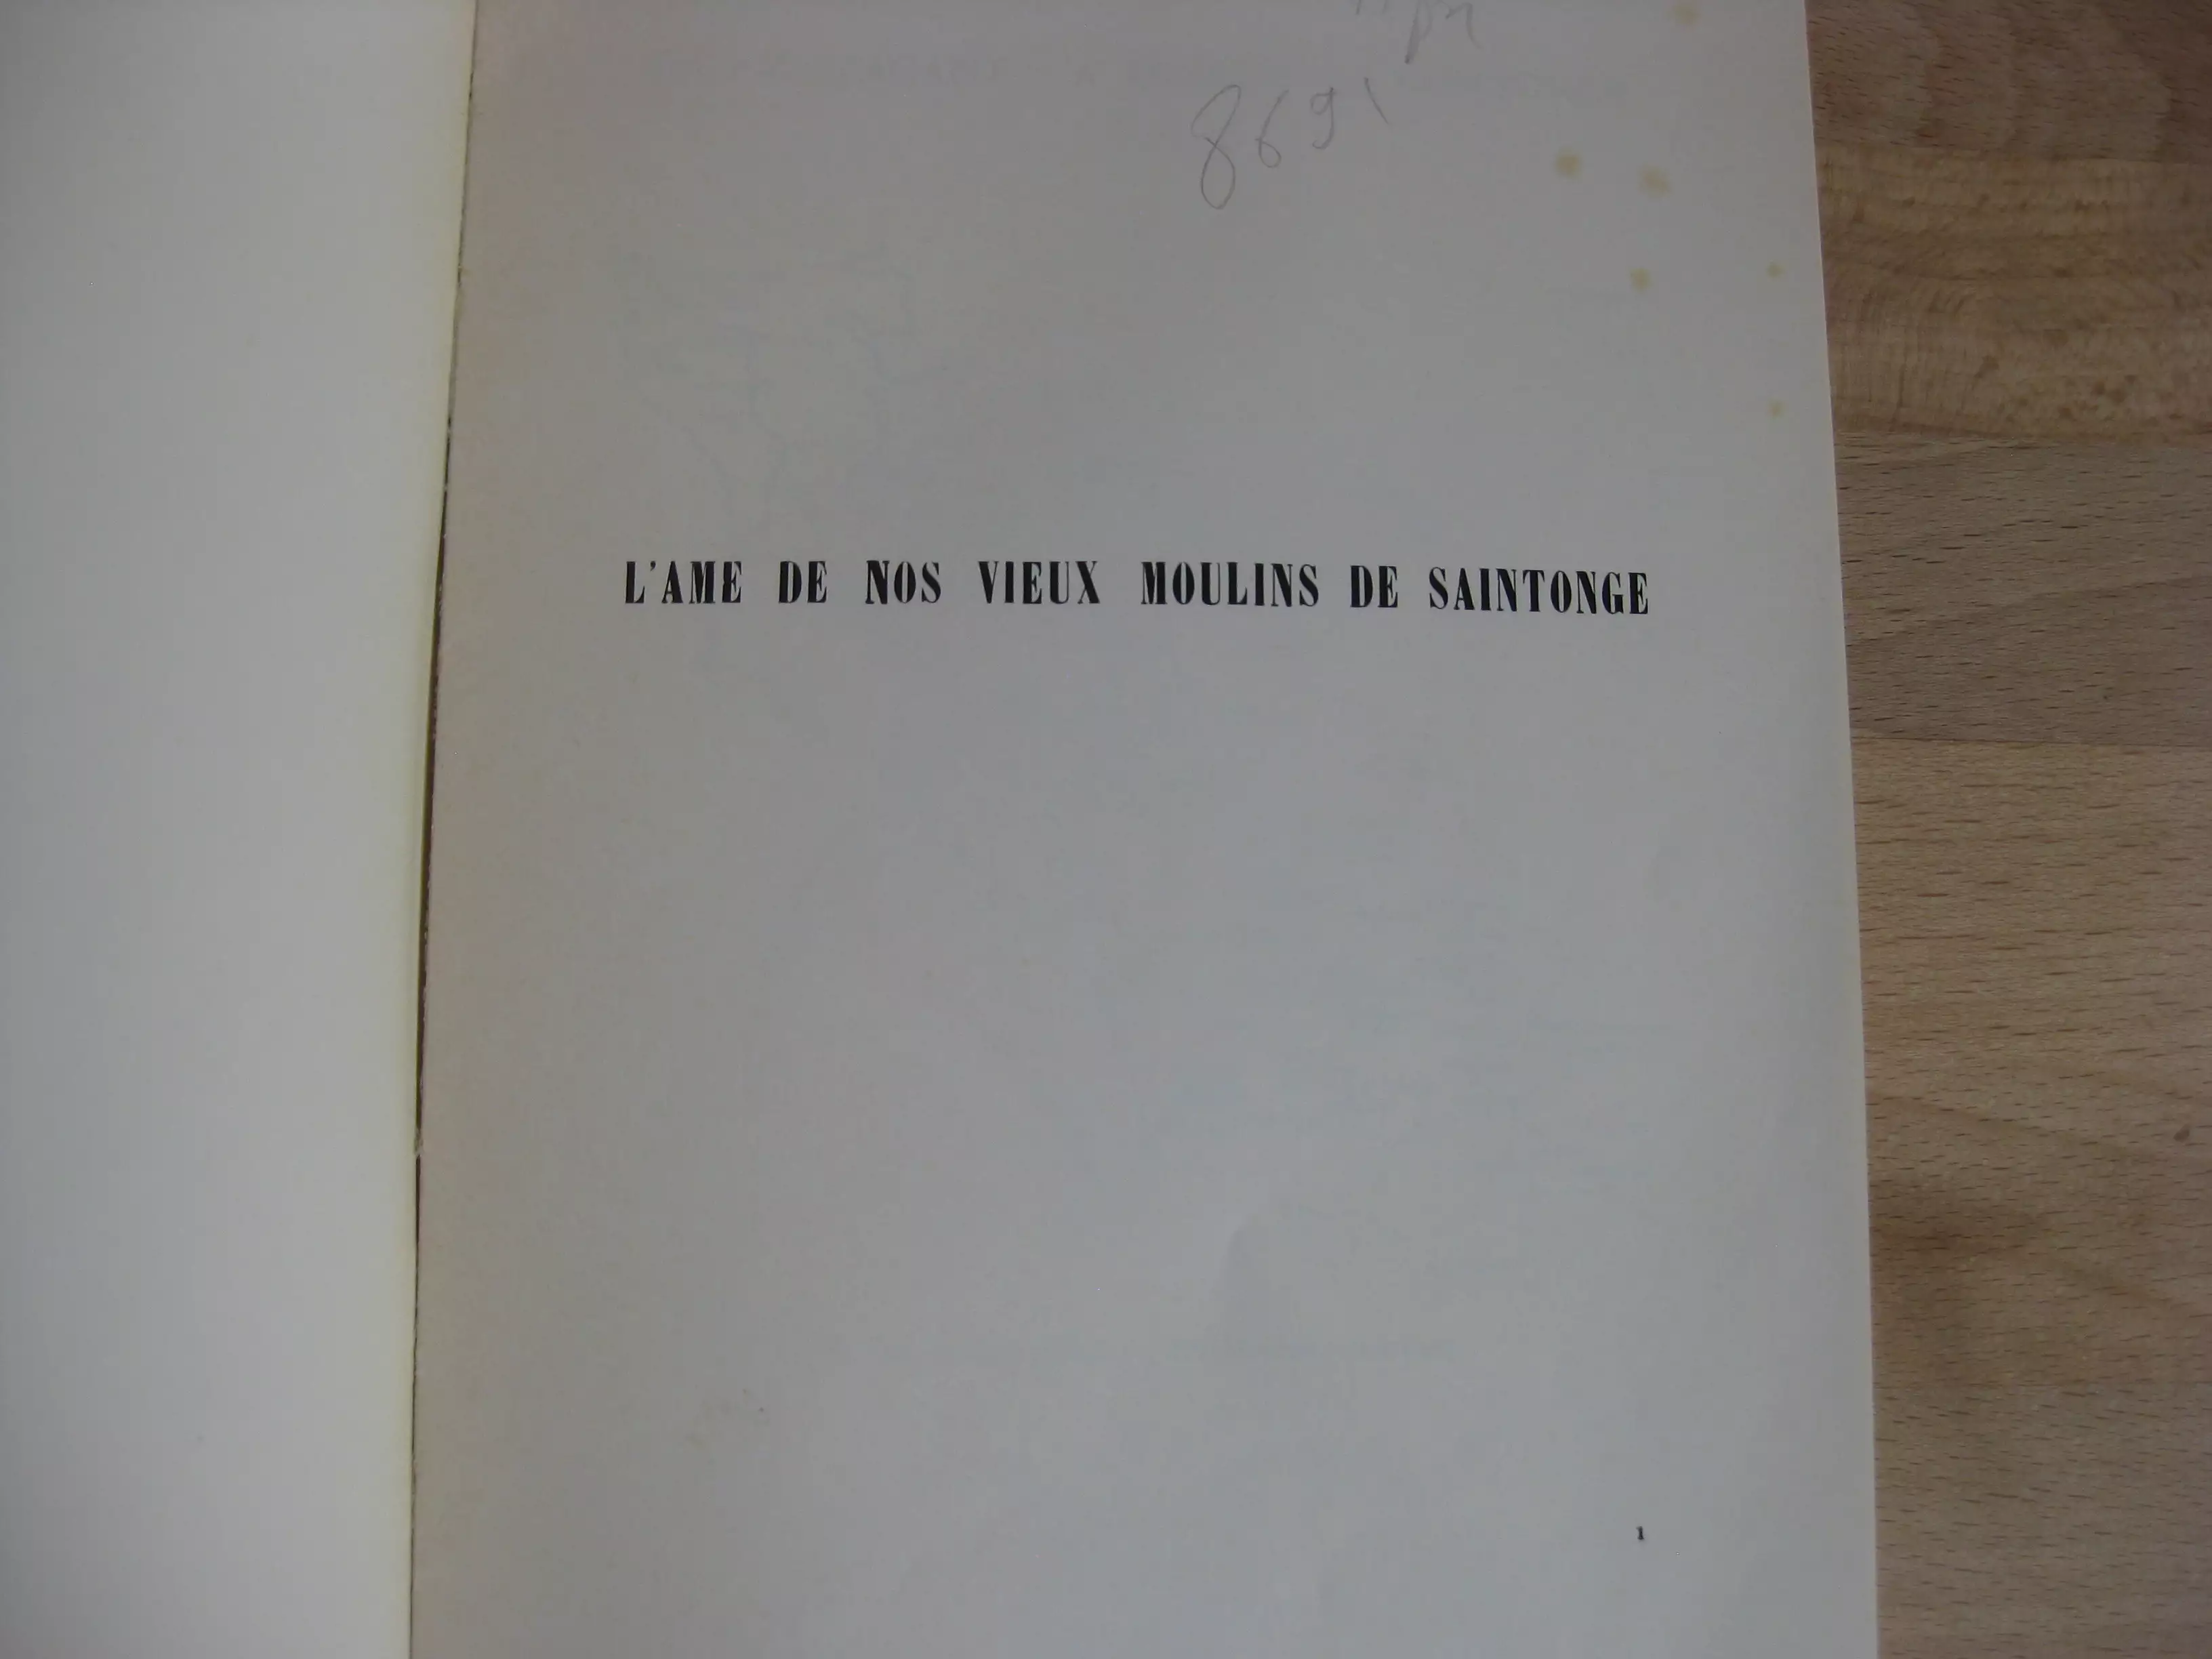 8691
L'AME DE NOS VIEUX MOULINS DE SAINTONGE
1